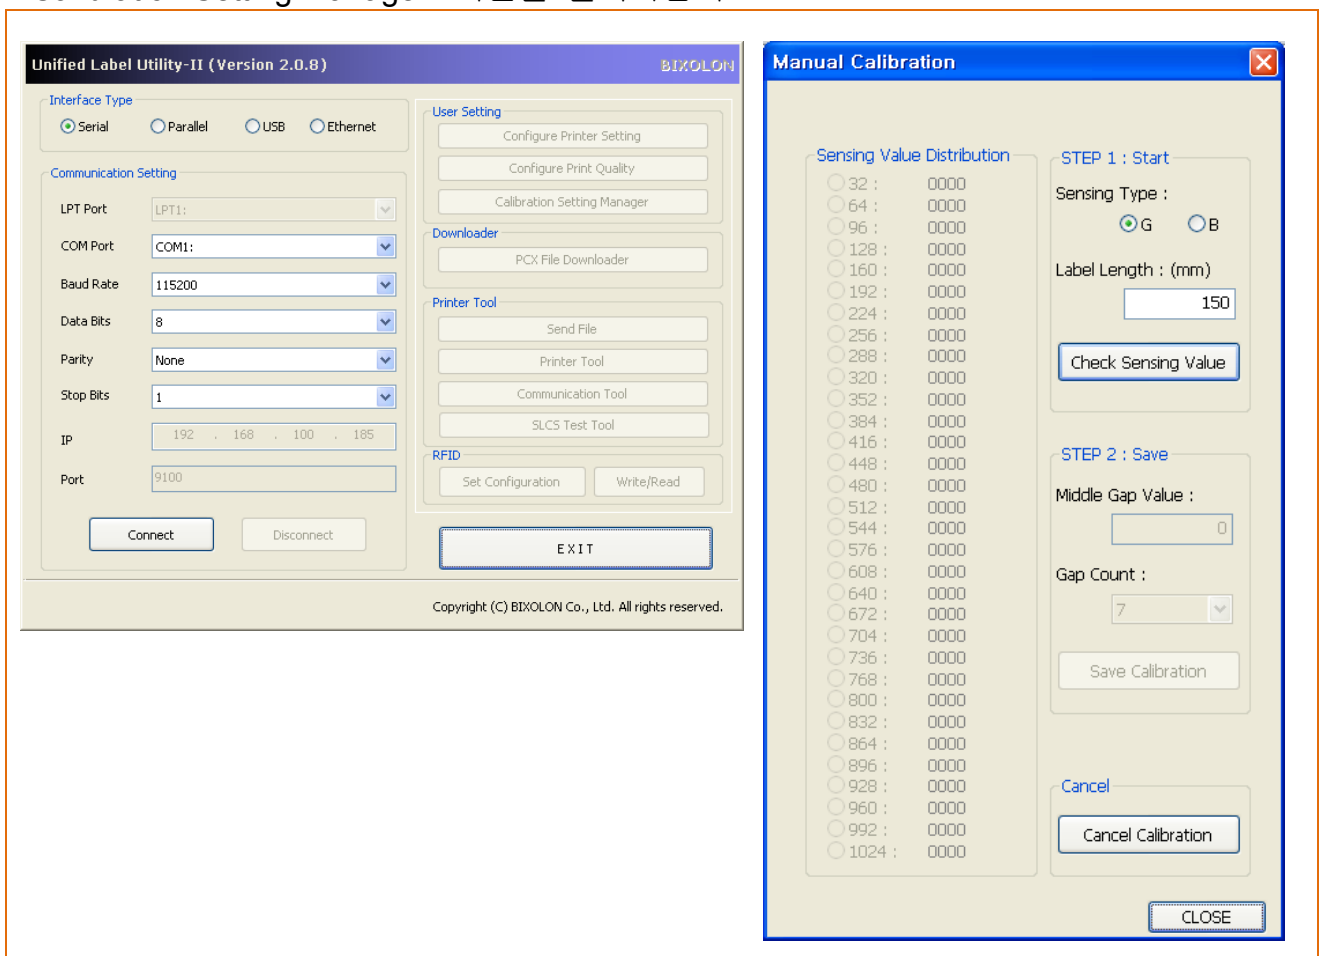 Unified Label Utility-II (Version 2.0.8)
BIXOLON
Interface Type
Serial
Parallel
USB
Ethernet
Communication Setting
LPT Port
LPT1:
COM Port
COM1:
Baud Rate
115200
Data Bits
8
Parity
None
Stop Bits
1
IP
192 . 168 . 100 . 185
Port
9100
Connect
Disconnect
User Setting
Configure Printer Setting
Configure Print Quality
Calibration Setting Manager
Downloader
PCX File Downloader
Printer Tool
Send File
Printer Tool
Communication Tool
SLCS Test Tool
RFID
Set Configuration
Write/Read
EXIT
Copyright (C) BIXOLON Co., Ltd. All rights reserved.
Manual Calibration
Sensing Value Distribution
32 : 0000
64 : 0000
96 : 0000
128 : 0000
160 : 0000
192 : 0000
224 : 0000
256 : 0000
288 : 0000
320 : 0000
352 : 0000
384 : 0000
416 : 0000
448 : 0000
480 : 0000
512 : 0000
544 : 0000
576 : 0000
608 : 0000
640 : 0000
672 : 0000
704 : 0000
736 : 0000
768 : 0000
800 : 0000
832 : 0000
864 : 0000
896 : 0000
928 : 0000
960 : 0000
992 : 0000
1024 : 0000
STEP 1 : Start
Sensing Type :
G
B
Label Length : (mm)
150
Check Sensing Value
STEP 2 : Save
Middle Gap Value :
0
Gap Count :
7
Save Calibration
Cancel
Cancel Calibration
CLOSE